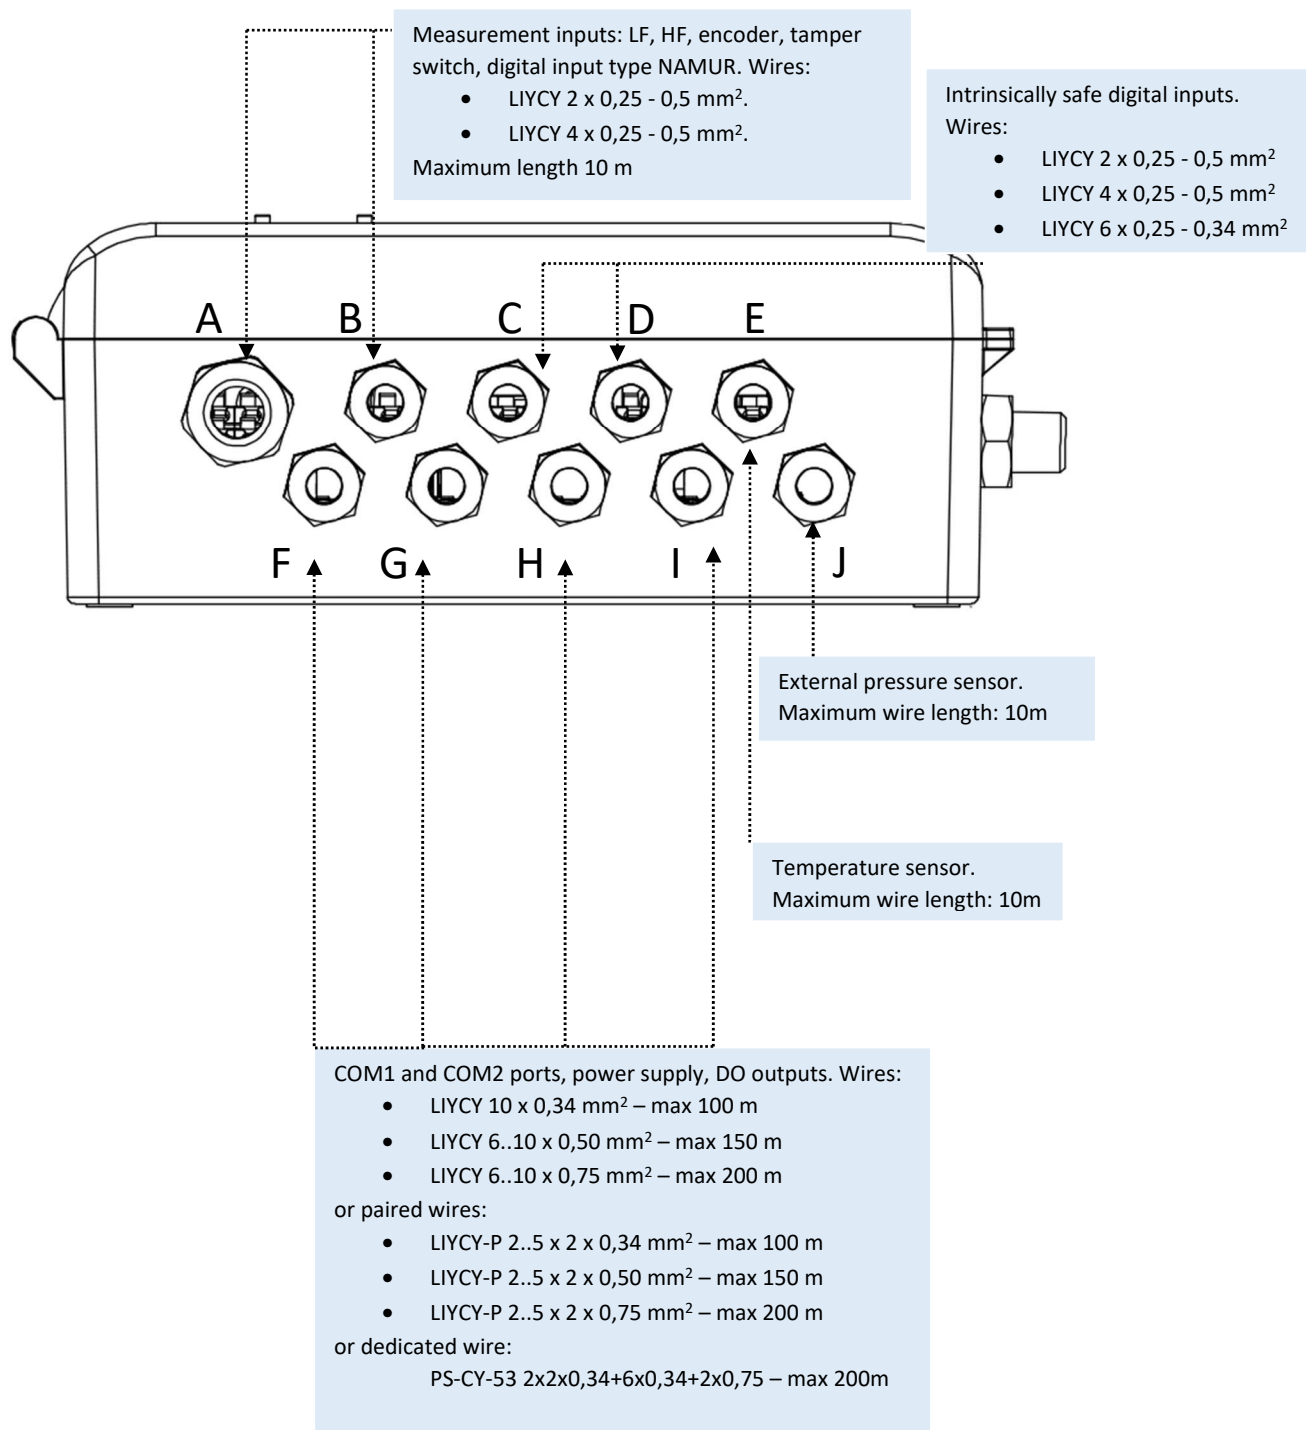 Measurement inputs: LF, HF, encoder, tamper
switch, digital input type NAMUR. Wires:
• LIYCY 2 x 0,25 - 0,5 mm².
• LIYCY 4 x 0,25 - 0,5 mm².
Maximum length 10 m
Intrinsically safe digital inputs.
Wires:
• LIYCY 2 x 0,25 - 0,5 mm²
• LIYCY 4 x 0,25 - 0,5 mm²
• LIYCY 6 x 0,25 - 0,34 mm²
A B C D E
F G H I J
External pressure sensor.
Maximum wire length: 10m
Temperature sensor.
Maximum wire length: 10m
COM1 and COM2 ports, power supply, DO outputs. Wires:
• LIYCY 10 x 0,34 mm² – max 100 m
• LIYCY 6..10 x 0,50 mm² – max 150 m
• LIYCY 6..10 x 0,75 mm² – max 200 m
or paired wires:
• LIYCY-P 2..5 x 2 x 0,34 mm² – max 100 m
• LIYCY-P 2..5 x 2 x 0,50 mm² – max 150 m
• LIYCY-P 2..5 x 2 x 0,75 mm² – max 200 m
or dedicated wire:
PS-CY-53 2x2x0,34+6x0,34+2x0,75 – max 200m